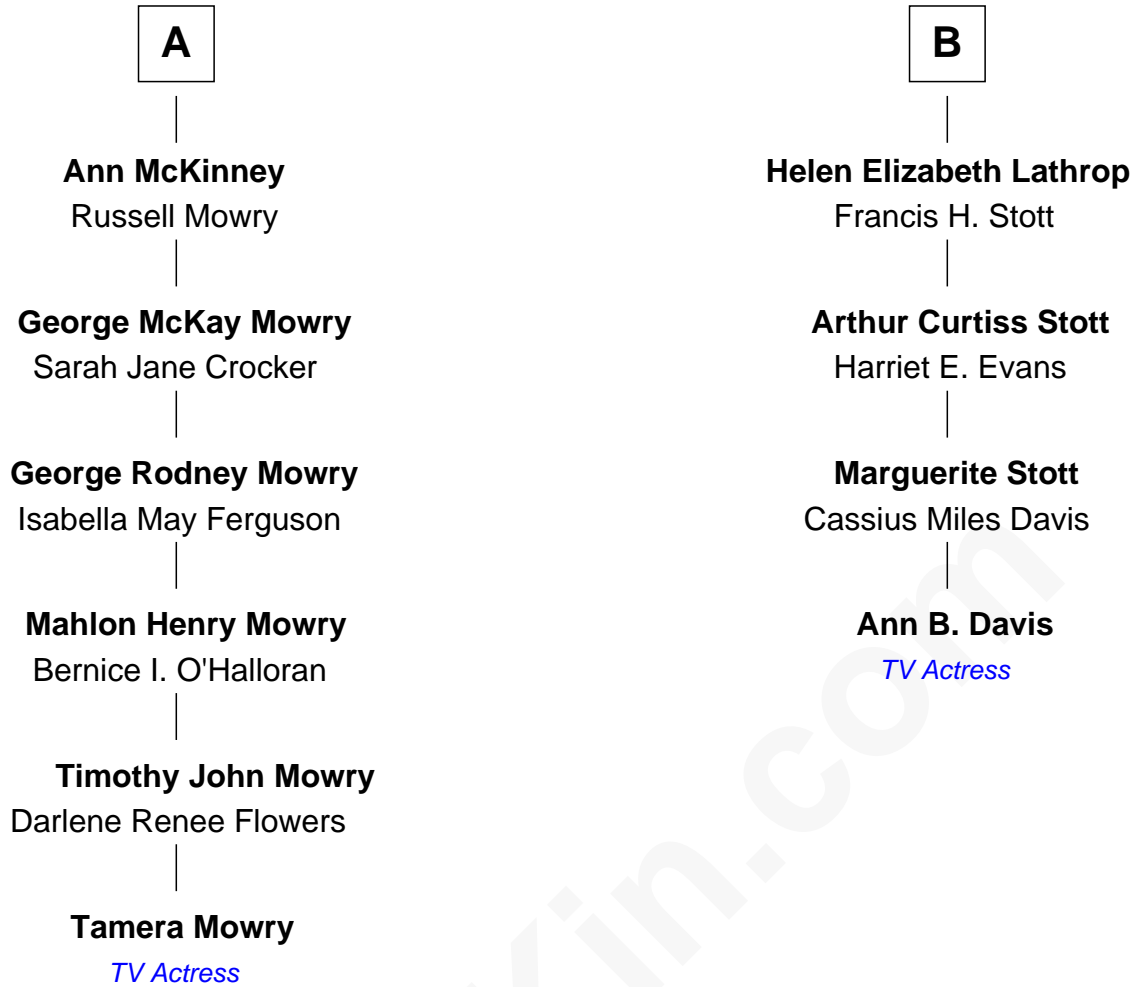 A
Ann McKinney
Russell Mowry
George McKay Mowry
Sarah Jane Crocker
George Rodney Mowry
Isabella May Ferguson
Mahlon Henry Mowry
Bernice I. O'Halloran
Timothy John Mowry
Darlene Renee Flowers
Tamera Mowry
TV Actress
B
Helen Elizabeth Lathrop
Francis H. Stott
Arthur Curtiss Stott
Harriet E. Evans
Marguerite Stott
Cassius Miles Davis
Ann B. Davis
TV Actress
Kin.com